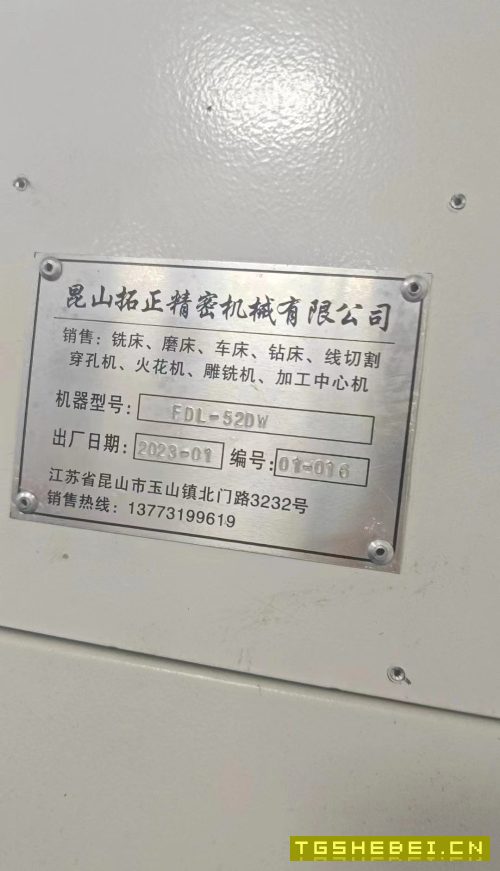 昆山拓正精密机械有限公司
销售：铣床、磨床、车床、钻床、线切割
穿孔机、火花机、雕铣机、加工中心机
机器型号： FDL-52DW
出厂日期： 2023-01 编号： 01-016
江苏省昆山市玉山镇北门路3232号
销售热线：13773199619
TGSHEBEI.CN